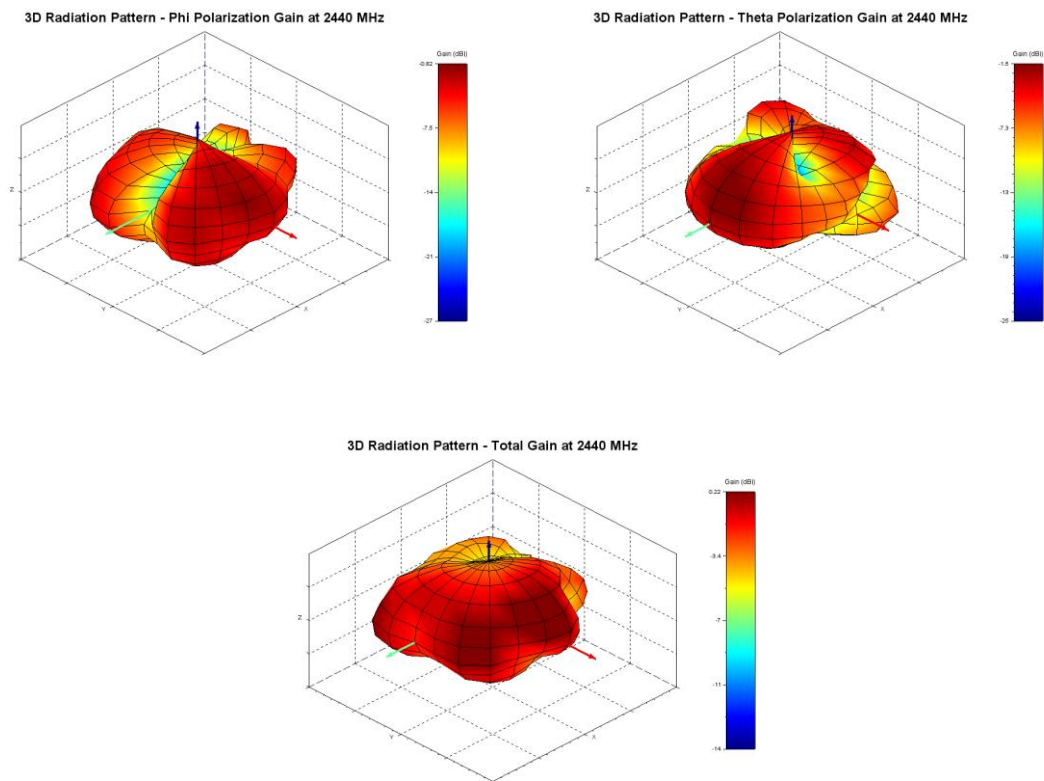 3D Radiation Pattern - Phi Polarization Gain at 2440 MHz
Gain (dBi)
-0.82
-7.5
-14
-21
-27
Z
Y
X
3D Radiation Pattern - Theta Polarization Gain at 2440 MHz
Gain (dBi)
-7.3
-13
-19
-25
Z
Y
X
3D Radiation Pattern - Total Gain at 2440 MHz
Gain (dBi)
0.22
-3.4
-7
-11
-14
Z
Y
X